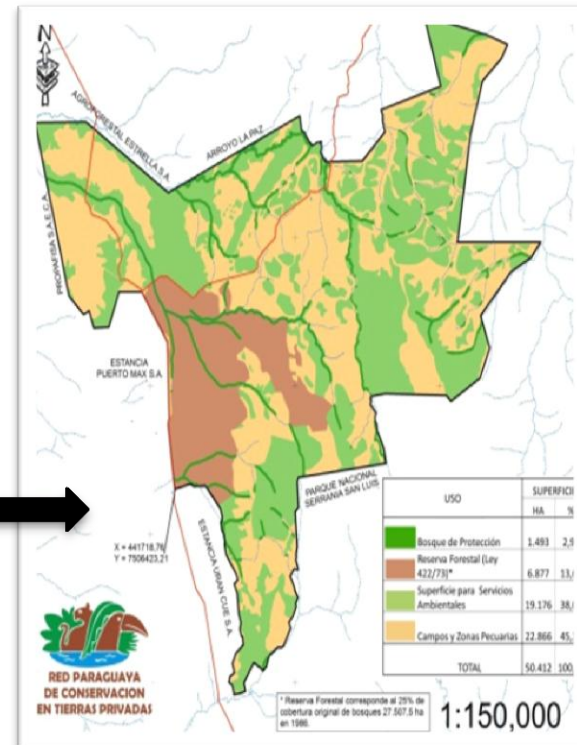 N
AGROFORESTAL ESTRELLA S.A.
ARROYO LA PAZ
ESTANCIA
PUERTO MAX S.A.
PARQUE NACIONAL
SERRANIA SAN LUIS
ESTANCIA URAN CUE S.A.
X = 441718,76
Y = 7506423,21
RED PARAGUAYA
DE CONSERVACION
EN TIERRAS PRIVADAS
USO SUPERFICI
HA %
Bosque de Protección 1.493 2,9
Reserva Forestal (Ley
422/73)* 6.877 13,
Superficie para Servicios
Ambientales 19.176 38,
Campos y Zonas Pecuarias 22.866 45,
TOTAL 50.412 100
* Reserva Forestal corresponde al 25% de
cobertura original de bosques 27.507,5 ha
en 1986.
1:150,000